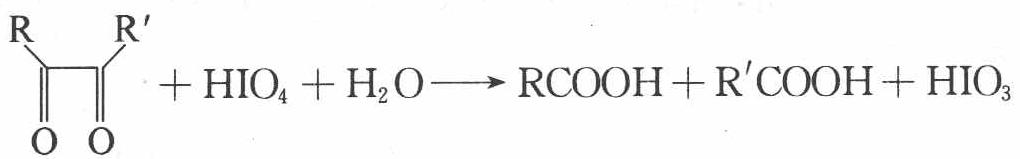 R R′
+ HIO₄ + H₂O ⟶ RCOOH + R′COOH + HIO₃
O O